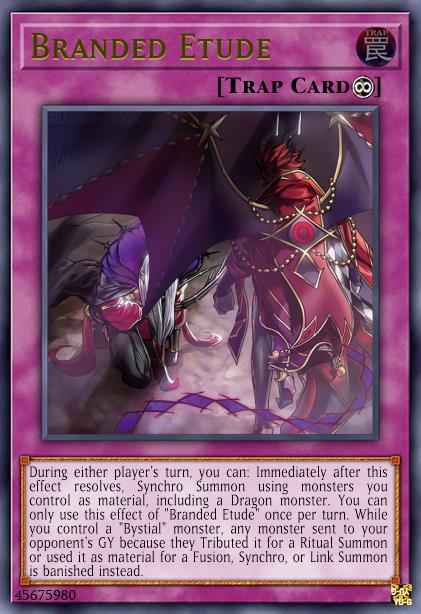 Branded Etude
TRAP
罠
[Trap Card]
During either player's turn, you can: Immediately after this
effect resolves, Synchro Summon using monsters you
control as material, including a Dragon monster. You can
only use this effect of "Branded Etude" once per turn. While
you control a "Bystial" monster, any monster sent to your
opponent's GY because they Tributed it for a Ritual Summon
or used it as material for a Fusion, Synchro, or Link Summon
is banished instead.
45675980